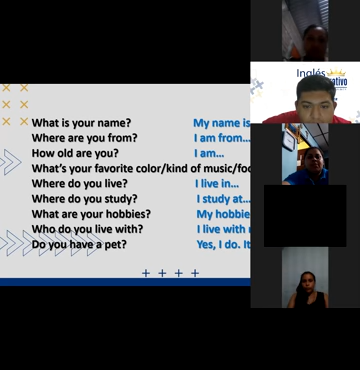 Inglés
What is your name? My name is
Where are you from? I am from...
How old are you? I am...
What's your favorite color/kind of music/foo
Where do you live? I live in...
Where do you study? I study at...
What are your hobbies? My hobbie
Who do you live with? I live with
Do you have a pet? Yes, I do. It